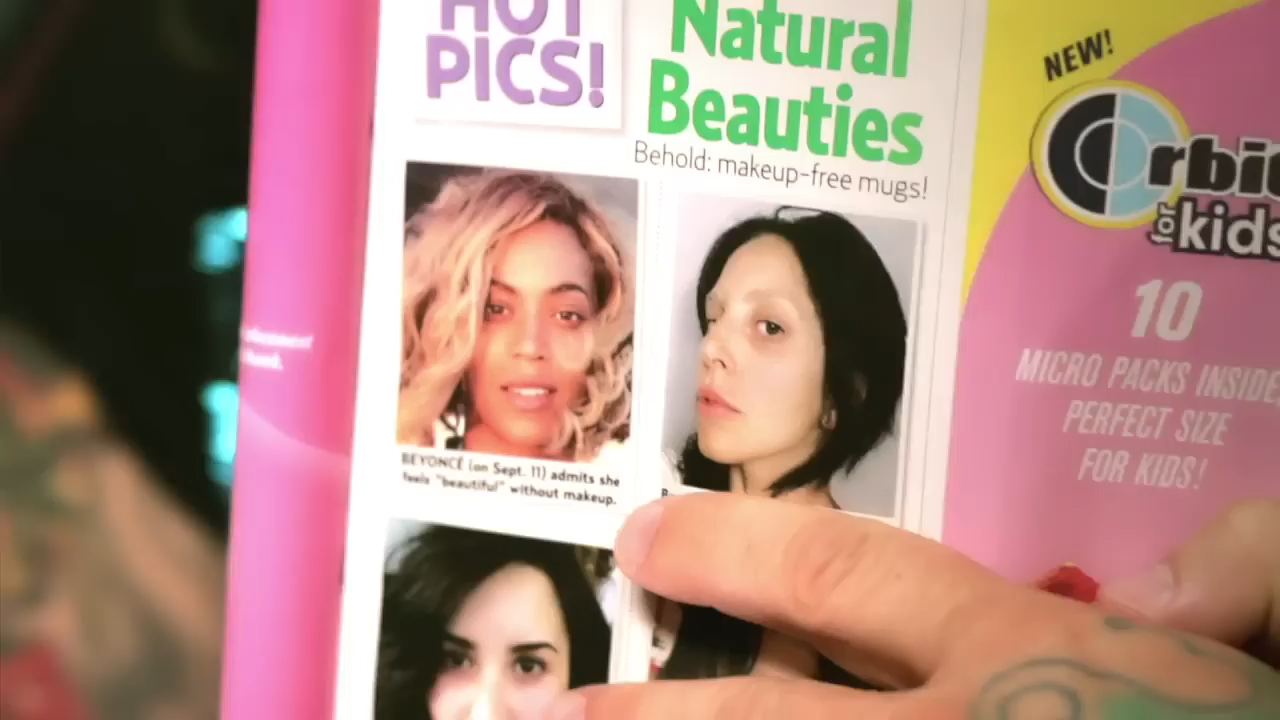 HOT
PICS!
Natural
Beauties
Behold: makeup-free mugs!
BEYONCÉ (on Sept. 11) admits she
feels "beautiful" without makeup.
NEW!
Orbit
for
kids
10
MICRO PACKS INSIDE,
PERFECT SIZE
FOR KIDS!